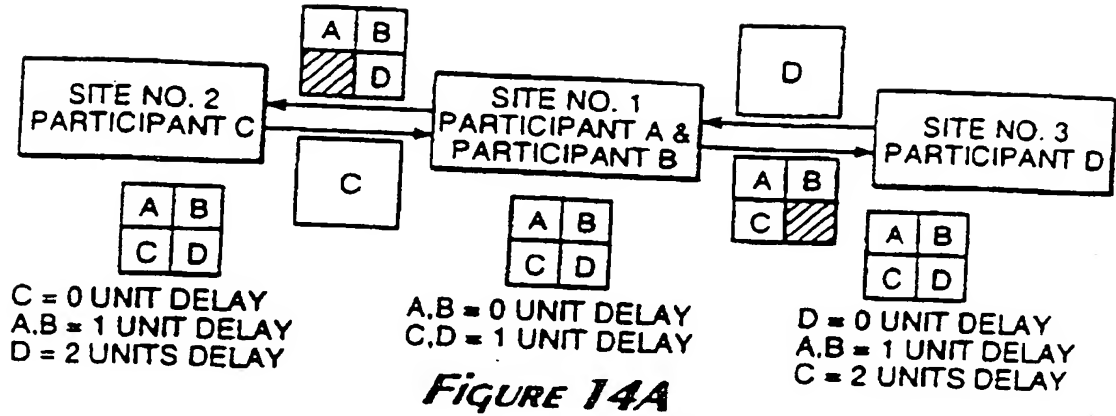 A B
D
SITE NO. 2
PARTICIPANT C
C
A B
C D
C = 0 UNIT DELAY
A,B = 1 UNIT DELAY
D = 2 UNITS DELAY
SITE NO. 1
PARTICIPANT A &
PARTICIPANT B
A B
C D
A,B = 0 UNIT DELAY
C,D = 1 UNIT DELAY
D
A B
C
SITE NO. 3
PARTICIPANT D
A B
C D
D = 0 UNIT DELAY
A,B = 1 UNIT DELAY
C = 2 UNITS DELAY
FIGURE 14A